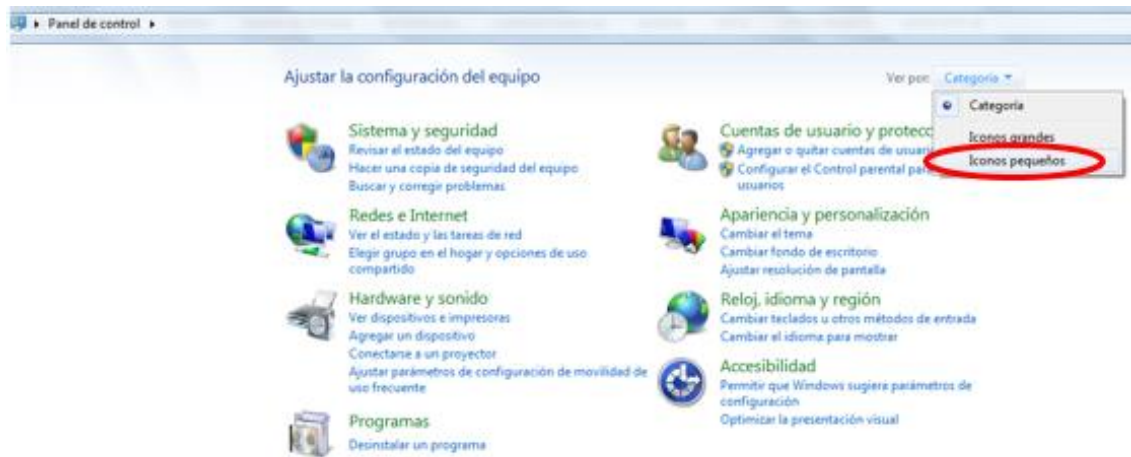 Panel de control
Ajustar la configuración del equipo
Ver por: Categoría
Categoría
Iconos grandes
Iconos pequeños
Sistema y seguridad
Revisar el estado del equipo
Hacer una copia de seguridad del equipo
Buscar y corregir problemas
Redes e Internet
Ver el estado y las tareas de red
Elegir grupo en el hogar y opciones de uso
compartido
Hardware y sonido
Ver dispositivos e impresoras
Agregar un dispositivo
Conectarse a un proyector
Ajustar parámetros de configuración de movilidad de
uso frecuente
Programas
Desinstalar un programa
Cuentas de usuario y protecc
Agregar o quitar cuentas de usuari
Configurar el Control parental para
usuarios
Apariencia y personalización
Cambiar el tema
Cambiar fondo de escritorio
Ajustar resolución de pantalla
Reloj, idioma y región
Cambiar teclados u otros métodos de entrada
Cambiar el idioma para mostrar
Accesibilidad
Permitir que Windows sugiera parámetros de
configuración
Optimizar la presentación visual